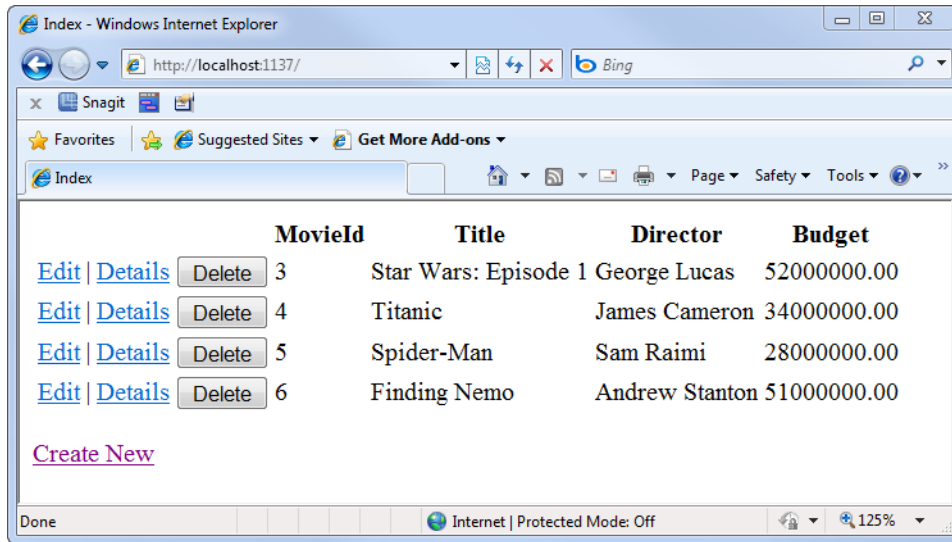 Index - Windows Internet Explorer
http://localhost:1137/ Bing
x Snagit
Favorites Suggested Sites Get More Add-ons
Index Page Safety Tools »
MovieId Title Director Budget
Edit | Details Delete 3 Star Wars: Episode 1 George Lucas 52000000.00
Edit | Details Delete 4 Titanic James Cameron 34000000.00
Edit | Details Delete 5 Spider-Man Sam Raimi 28000000.00
Edit | Details Delete 6 Finding Nemo Andrew Stanton 51000000.00
Create New
Done Internet | Protected Mode: Off 125%